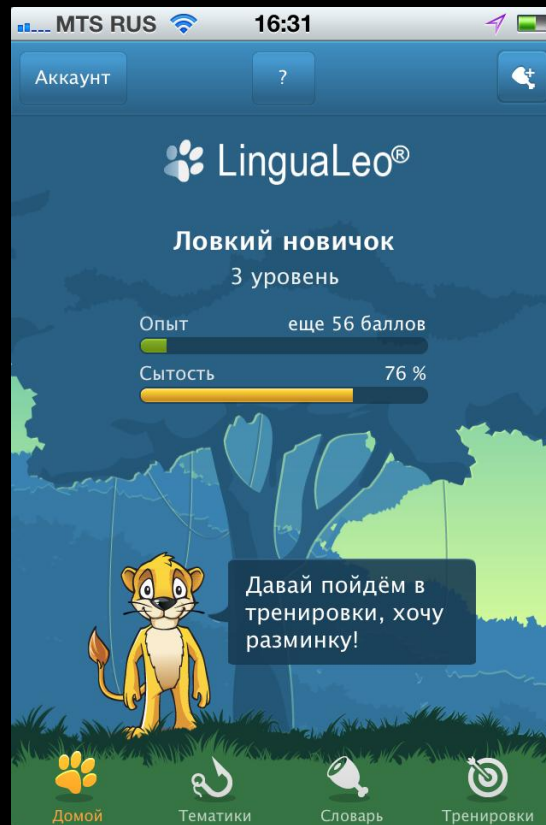 MTS RUS 16:31
Аккаунт ?
LinguaLeo®
Ловкий новичок
3 уровень
Опыт еще 56 баллов
Сытость 76 %
Давай пойдём в
тренировки, хочу
разминку!
Домой Тематики Словарь Тренировки